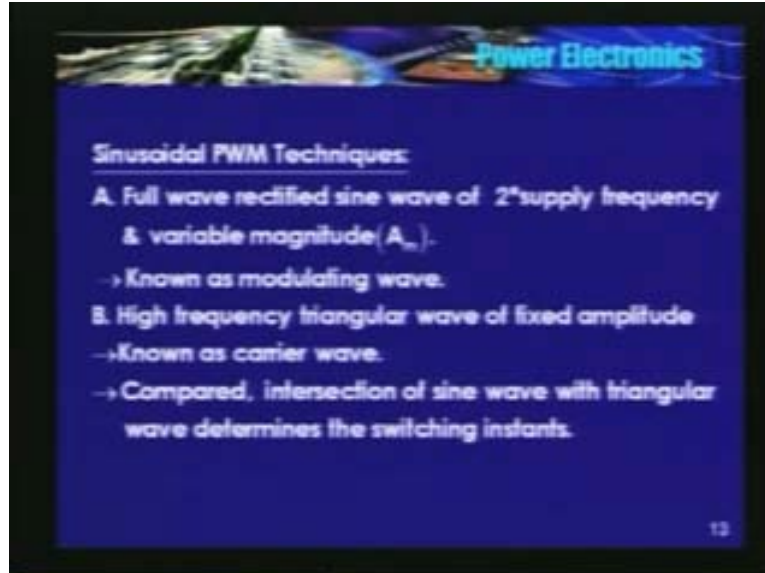 Power Electronics
Sinusoidal PWM Techniques:
A. Full wave rectified sine wave of 2*supply frequency
& variable magnitude(Am).
→Known as modulating wave.
B. High frequency triangular wave of fixed amplitude
→Known as carrier wave.
→Compared, intersection of sine wave with triangular
wave determines the switching instants.
13